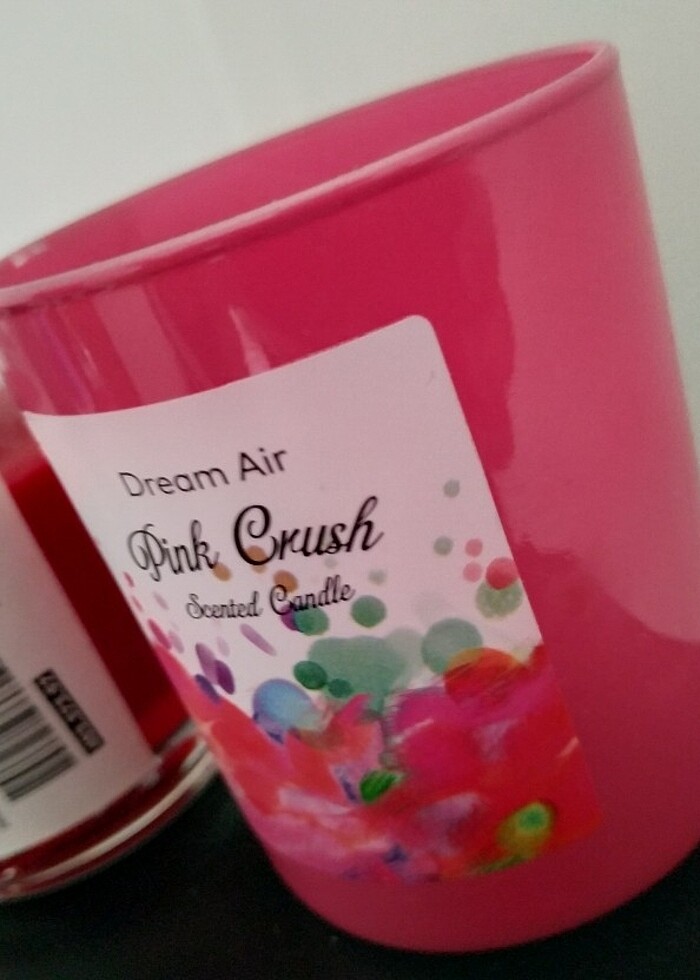 Dream Air
Pink Crush
Scented Candle